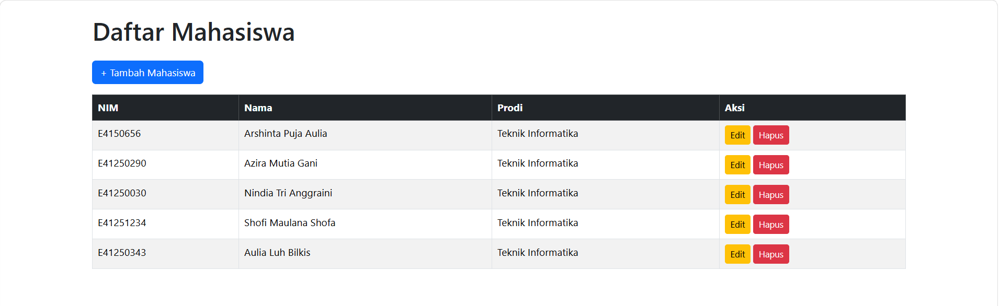 Daftar Mahasiswa
+ Tambah Mahasiswa
NIM Nama Prodi Aksi
E4150656 Arshinta Puja Aulia Teknik Informatika Edit Hapus
E41250290 Azira Mutia Gani Teknik Informatika Edit Hapus
E41250030 Nindia Tri Anggraini Teknik Informatika Edit Hapus
E41251234 Shofi Maulana Shofa Teknik Informatika Edit Hapus
E41250343 Aulia Luh Bilkis Teknik Informatika Edit Hapus